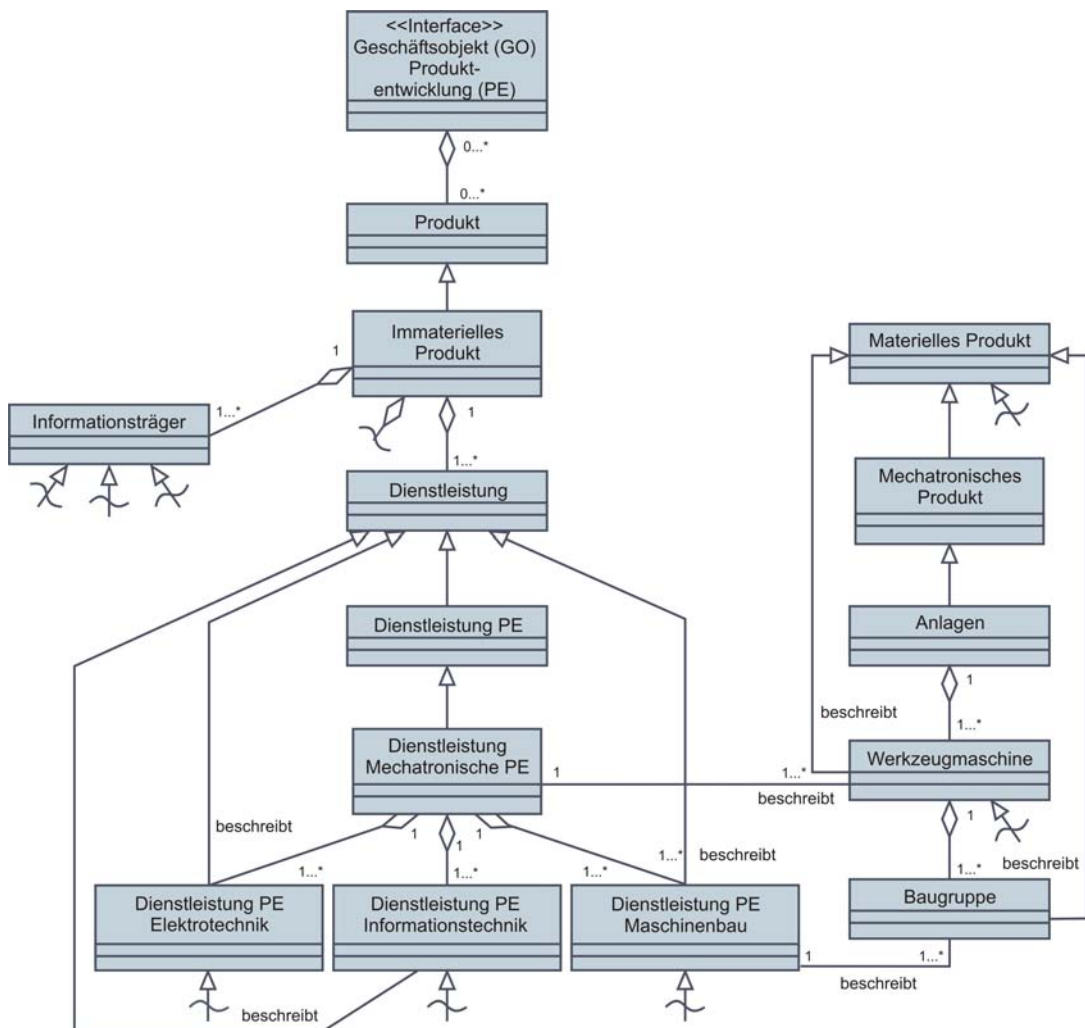 <<Interface>>
Geschäftsobjekt (GO)
Produkt-
entwicklung (PE)
0...*
0...*
Produkt
Immaterielles
Produkt
1
1...*
Informationsträger
1
1...*
Dienstleistung
Dienstleistung PE
Dienstleistung
Mechatronische PE
1
1...*
beschreibt
beschreibt
1
1
1
1...*
1...*
1...*
1...*
beschreibt
Dienstleistung PE
Elektrotechnik
Dienstleistung PE
Informationstechnik
Dienstleistung PE
Maschinenbau
beschreibt
Materielles Produkt
Mechatronisches
Produkt
Anlagen
1
beschreibt
1...*
Werkzeugmaschine
1
beschreibt
1...*
Baugruppe
1
1...*
beschreibt